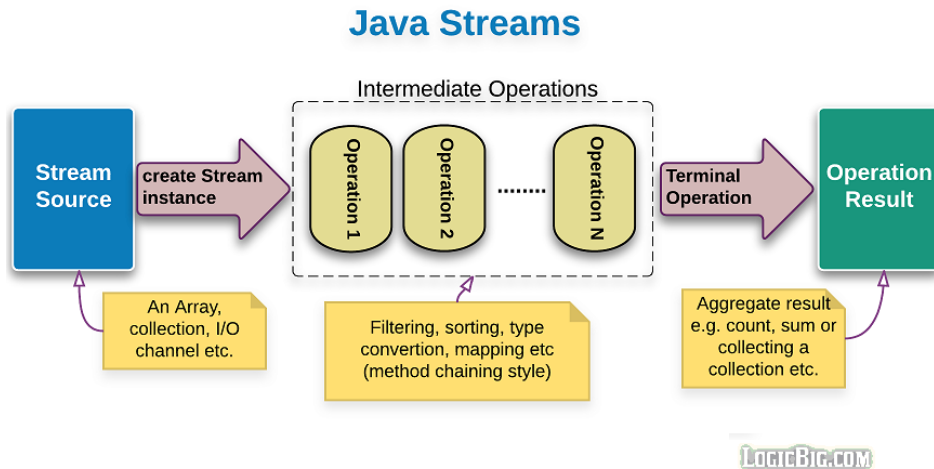 Java Streams
Intermediate Operations
Stream
Source
create Stream
instance
Operation 1
Operation 2
........
Operation N
Terminal
Operation
Operation
Result
An Array,
collection, I/O
channel etc.
Filtering, sorting, type
convertion, mapping etc
(method chaining style)
Aggregate result
e.g. count, sum or
collecting a
collection etc.
LOGICBIG.COM